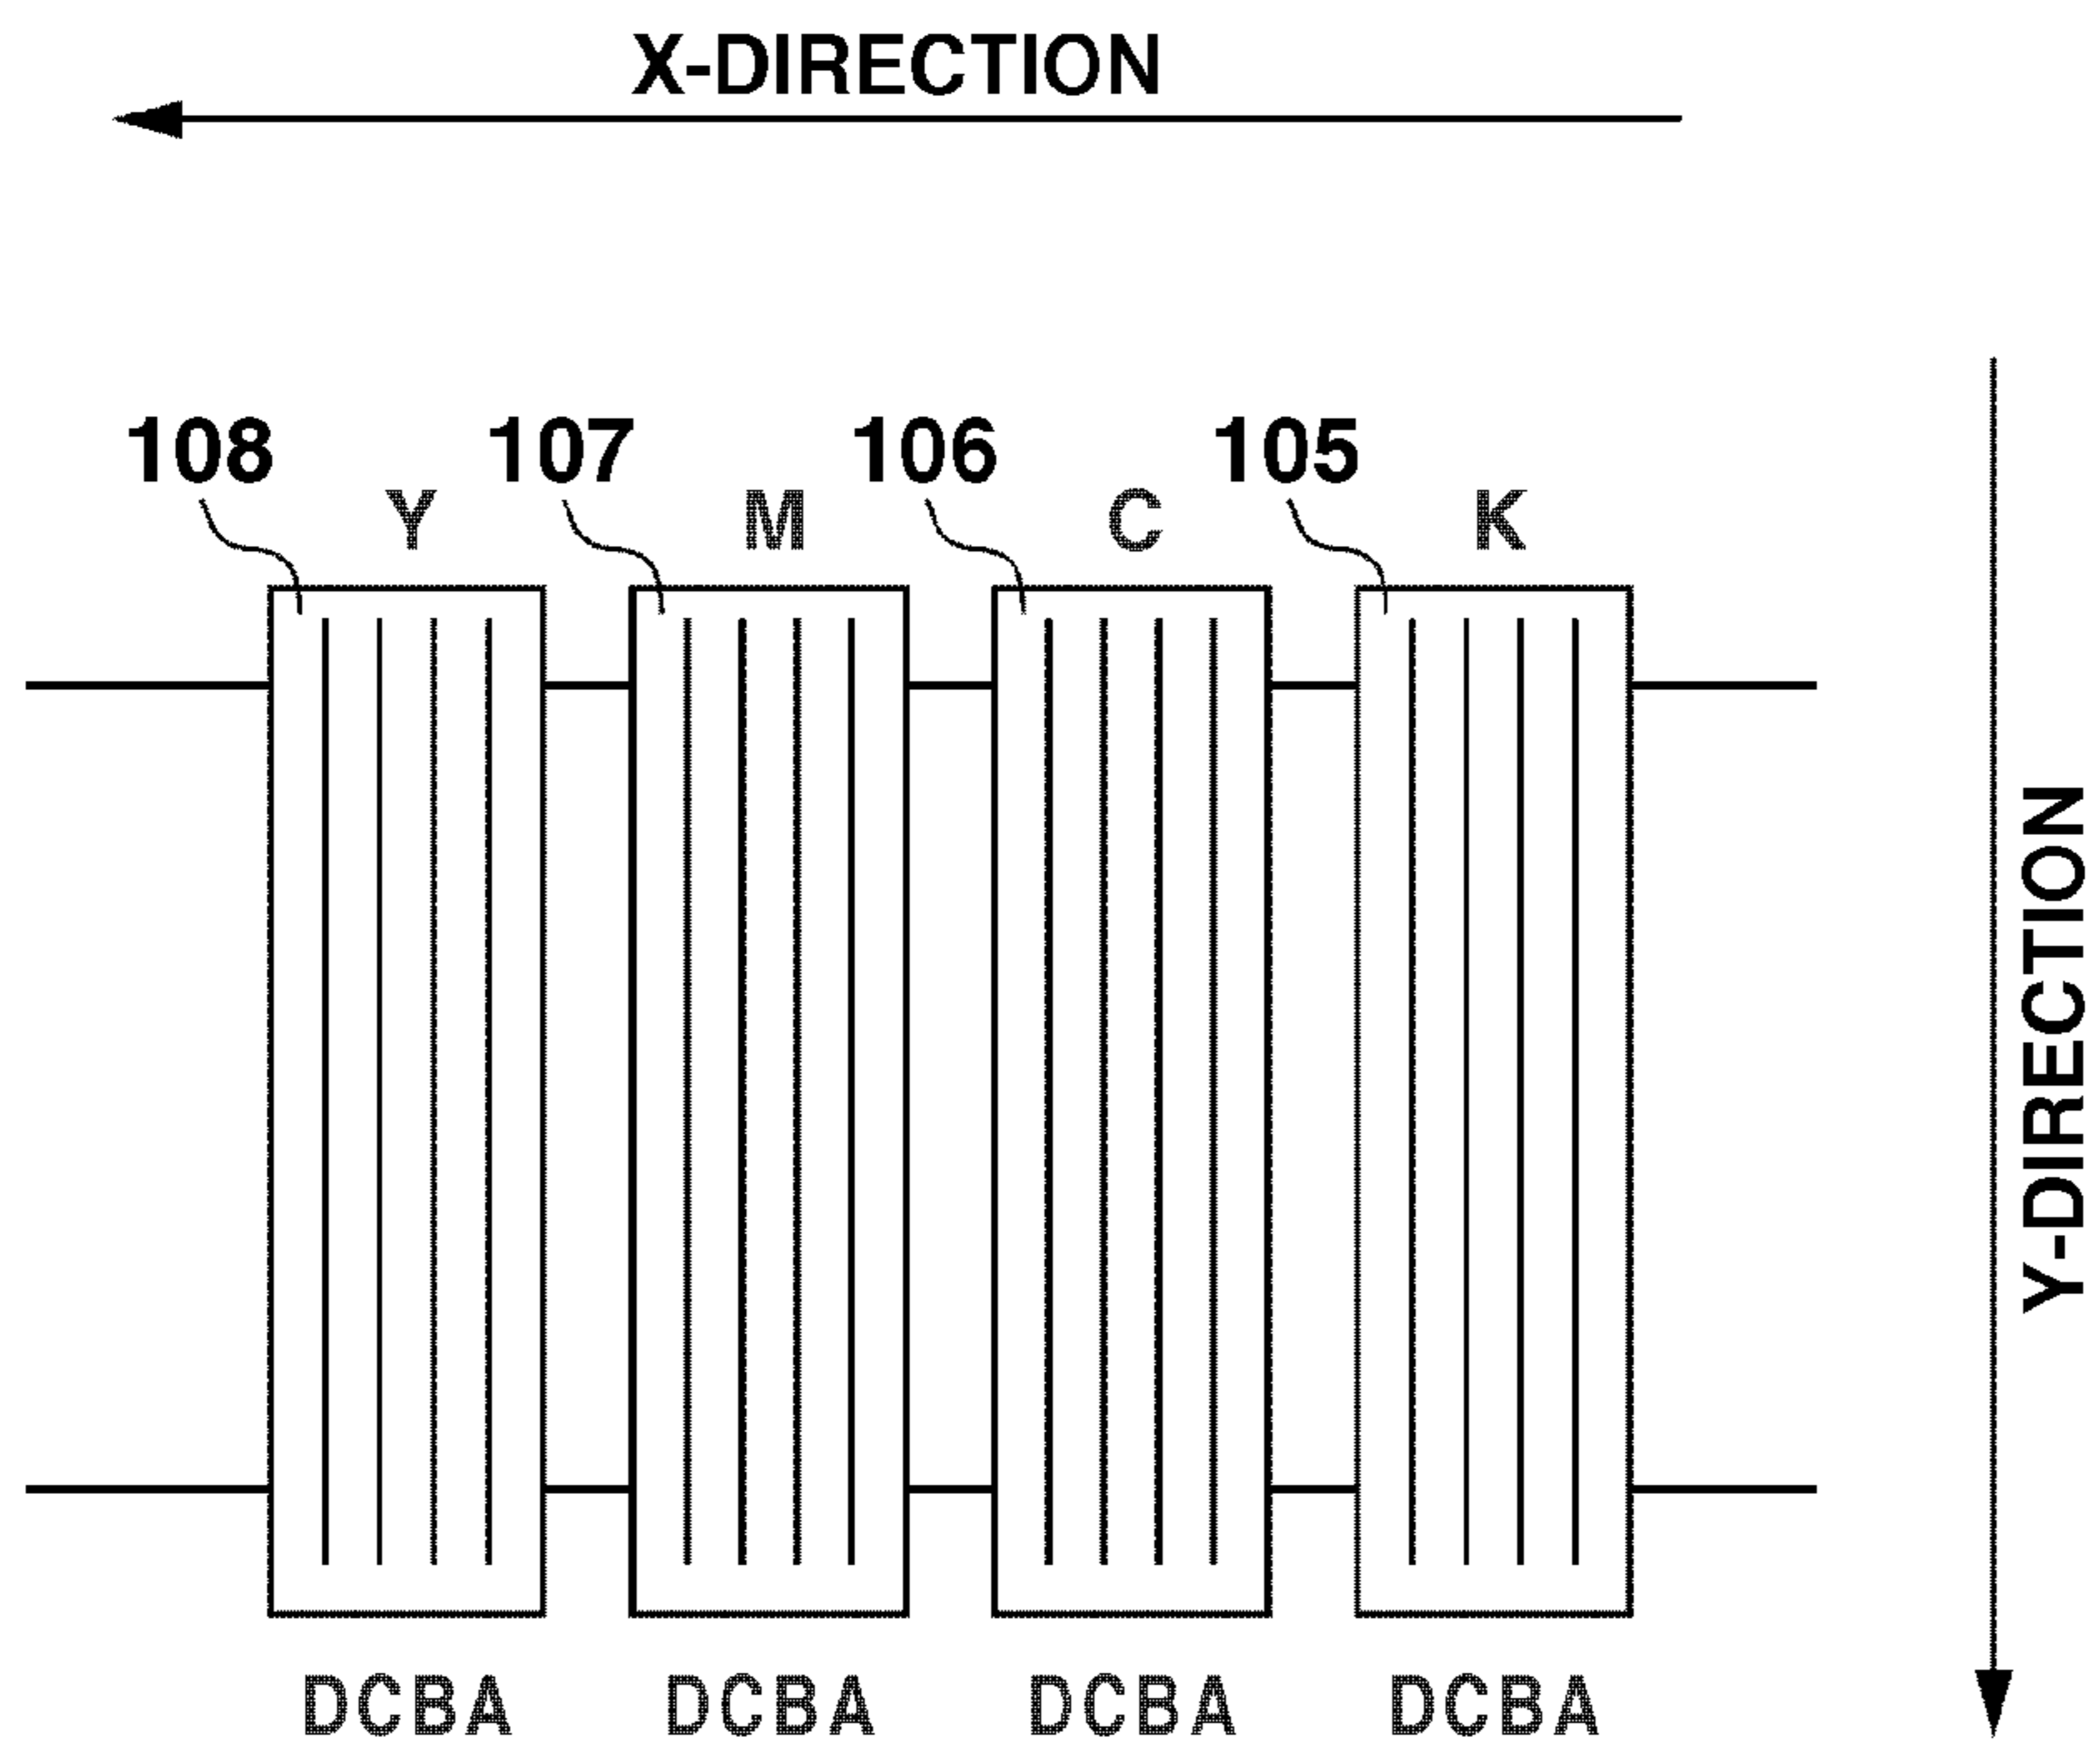 X-DIRECTION
108 107 106 105
Y M C K
Y-DIRECTION
DCBA DCBA DCBA DCBA